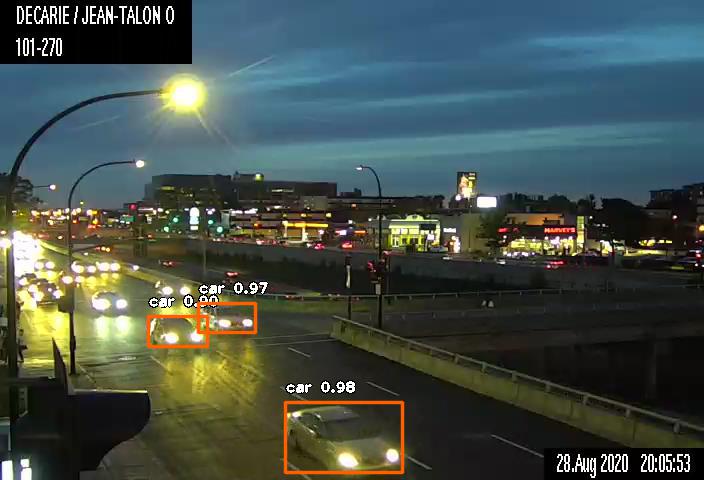 DECARIE / JEAN-TALON O
101-270
car 0.97
car 0.90
HARVEY'S
car 0.98
28.Aug 2020 20:05:53